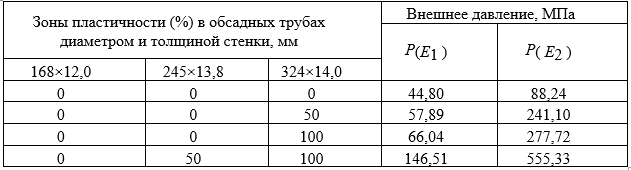 Зоны пластичности (%) в обсадных трубах Внешнее давление, МПа
диаметром и толщиной стенки, мм P(E1 ) P( E2 )
168×12,0 245×13,8 324×14,0
0 0 0 44,80 88,24
0 0 50 57,89 241,10
0 0 100 66,04 277,72
0 50 100 146,51 555,33